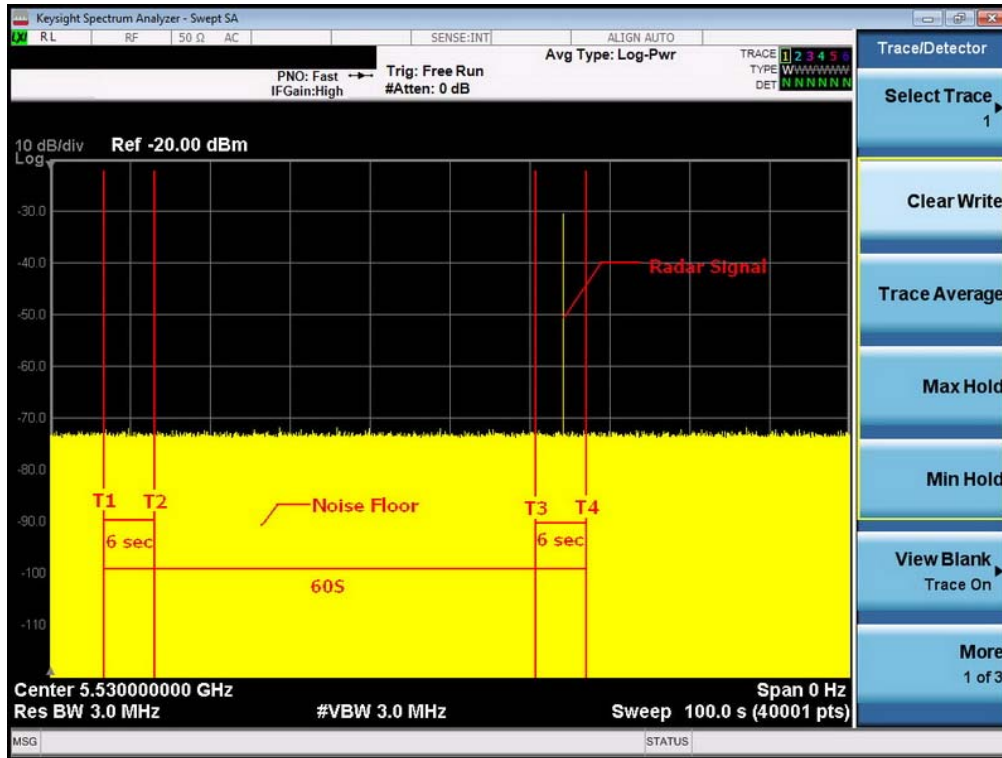 Keysight Spectrum Analyzer - Swept SA
LXI RL RF 50 Ω AC SENSE:INT ALIGN AUTO
Avg Type: Log-Pwr
TRACE 1 2 3 4 5 6
PNO: Fast Trig: Free Run TYPE WWWWWW
IFGain:High #Atten: 0 dB DET N N N N N N
10 dB/div Ref -20.00 dBm
Log
-30.0
-40.0
-50.0
-60.0
-70.0
-80.0
-90.0
-100
-110
Radar Signal
T1 T2
Noise Floor
T3 T4
6 sec
6 sec
60S
Center 5.530000000 GHz Span 0 Hz
Res BW 3.0 MHz #VBW 3.0 MHz Sweep 100.0 s (40001 pts)
MSG STATUS
Trace/Detector
Select Trace
1
Clear Write
Trace Average
Max Hold
Min Hold
View Blank
Trace On
More
1 of 3